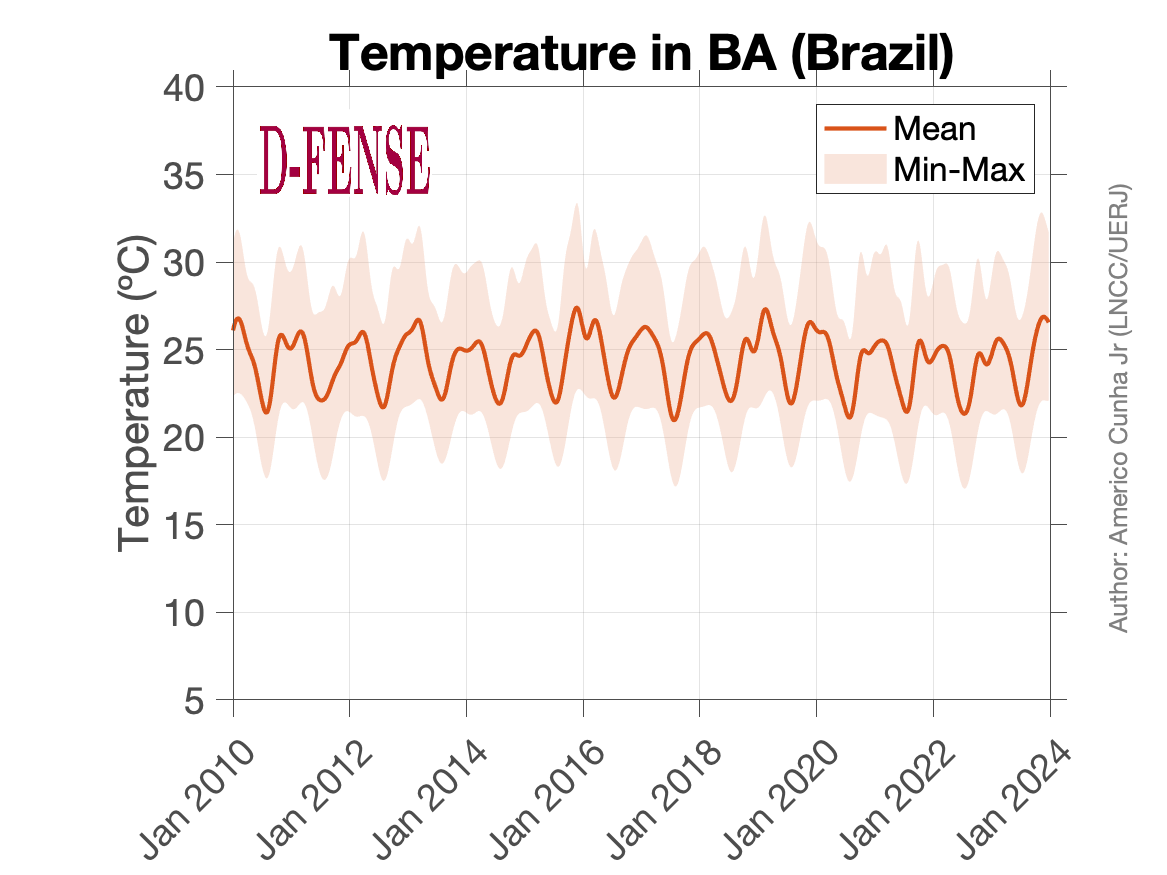 Temperature in BA (Brazil)
D-FENSE
Mean
Min-Max
Temperature (ºC)
40
35
30
25
20
15
10
5
Jan 2010
Jan 2012
Jan 2014
Jan 2016
Jan 2018
Jan 2020
Jan 2022
Jan 2024
Author: Americo Cunha Jr (LNCC/UERJ)